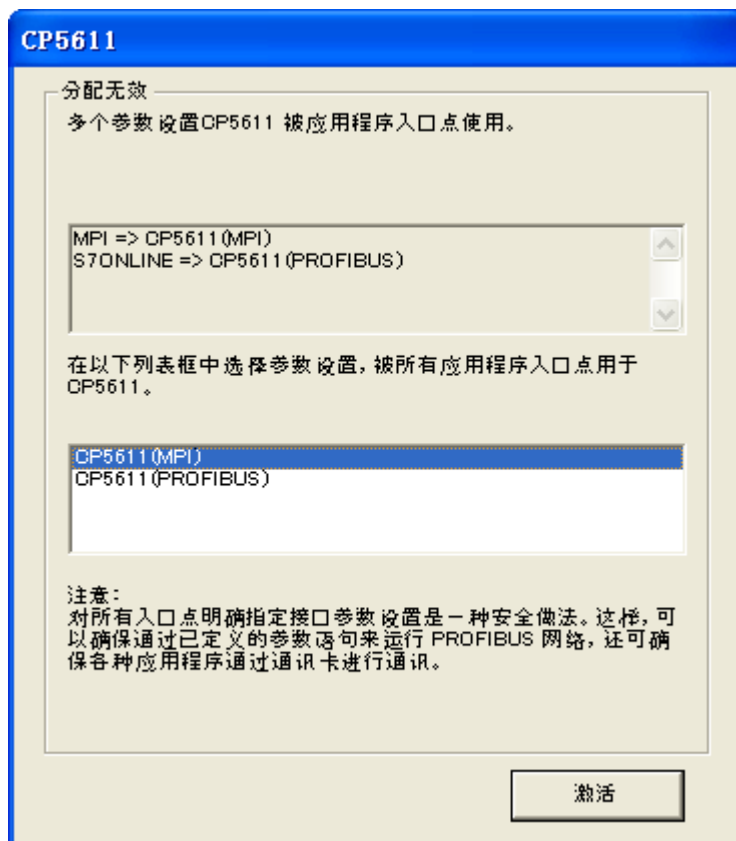 CP5611
分配无效
多个参数设置CP5611 被应用程序入口点使用。
MPI => CP5611(MPI)
S7ONLINE => CP5611(PROFIBUS)
在以下列表框中选择参数设置,被所有应用程序入口点用于
CP5611。
CP5611(MPI)
CP5611(PROFIBUS)
注意:
对所有入口点明确指定接口参数设置是一种安全做法。这样,可
以确保通过已定义的参数语句来运行 PROFIBUS 网络,还可确
保各种应用程序通过通讯卡进行通讯。
激活